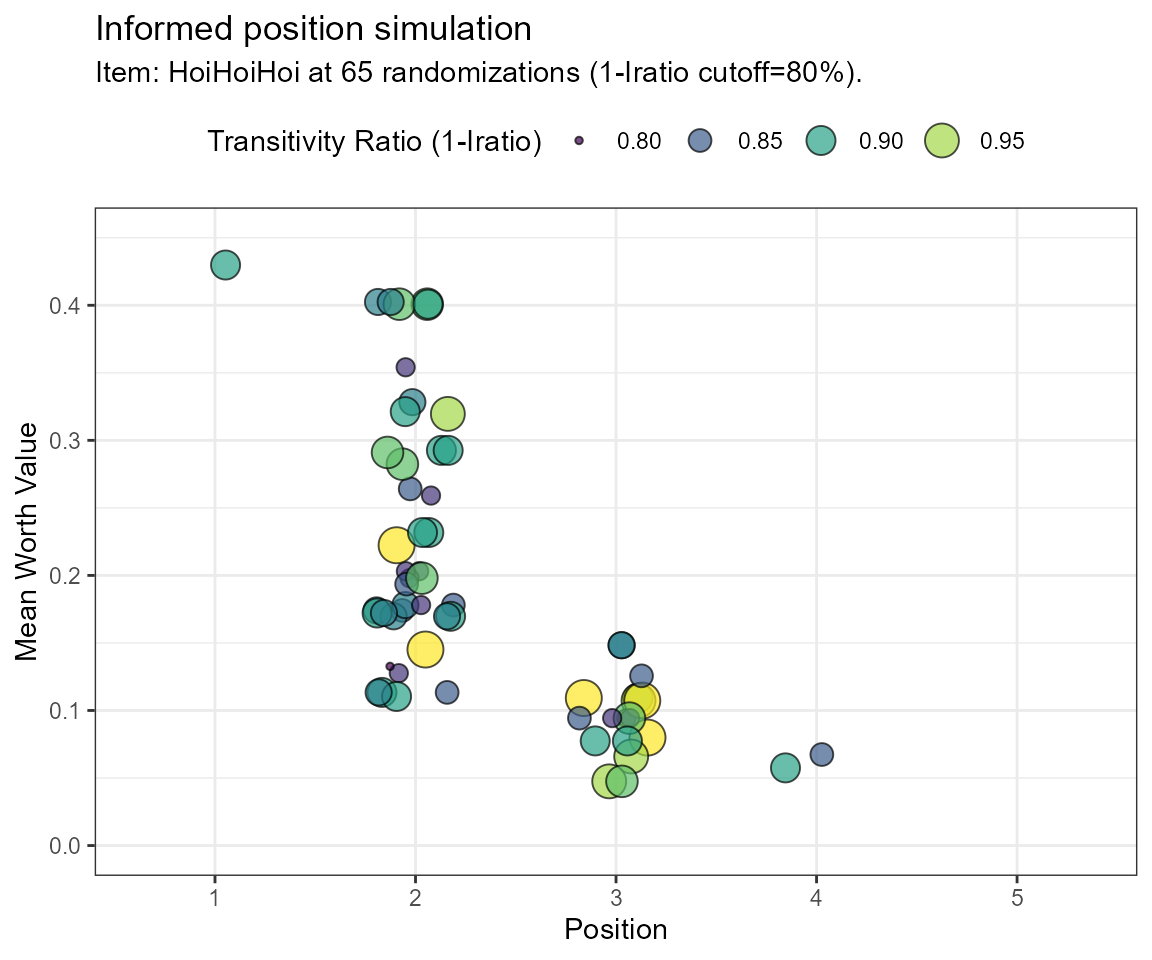 Informed position simulation
Item: HoiHoiHoi at 65 randomizations (1-Iratio cutoff=80%).
Transitivity Ratio (1-Iratio) 0.80 0.85 0.90 0.95
0.4
0.3
0.2
0.1
0.0
Mean Worth Value
1 2 3 4 5
Position